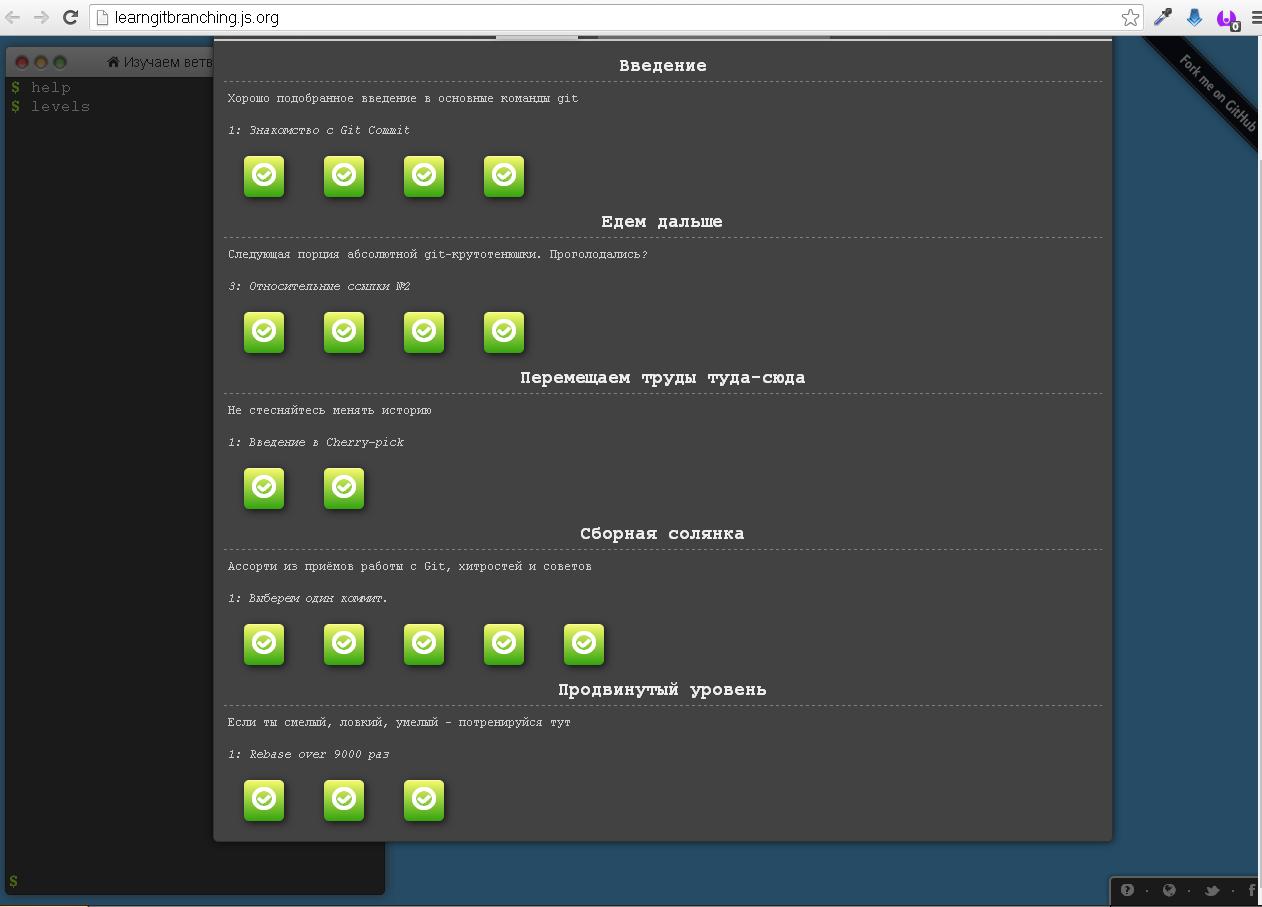 learngitbranching.js.org
0
Изучаем ветв
$ help
$ levels
Fork me on GitHub
Введение
Хорошо подобранное введение в основные команды git
1: Знакомство с Git Commit
Едем дальше
Следующая порция абсолютной git-крутотенюшки. Проголодались?
3: Относительные ссылки №2
Перемещаем труды туда-сюда
Не стесняйтесь менять историю
1: Введение в Cherry-pick
Сборная солянка
Ассорти из приёмов работы с Git, хитростей и советов
1: Выберем один коммит.
Продвинутый уровень
Если ты смелый, ловкий, умелый - потренируйся тут
1: Rebase over 9000 раз
$